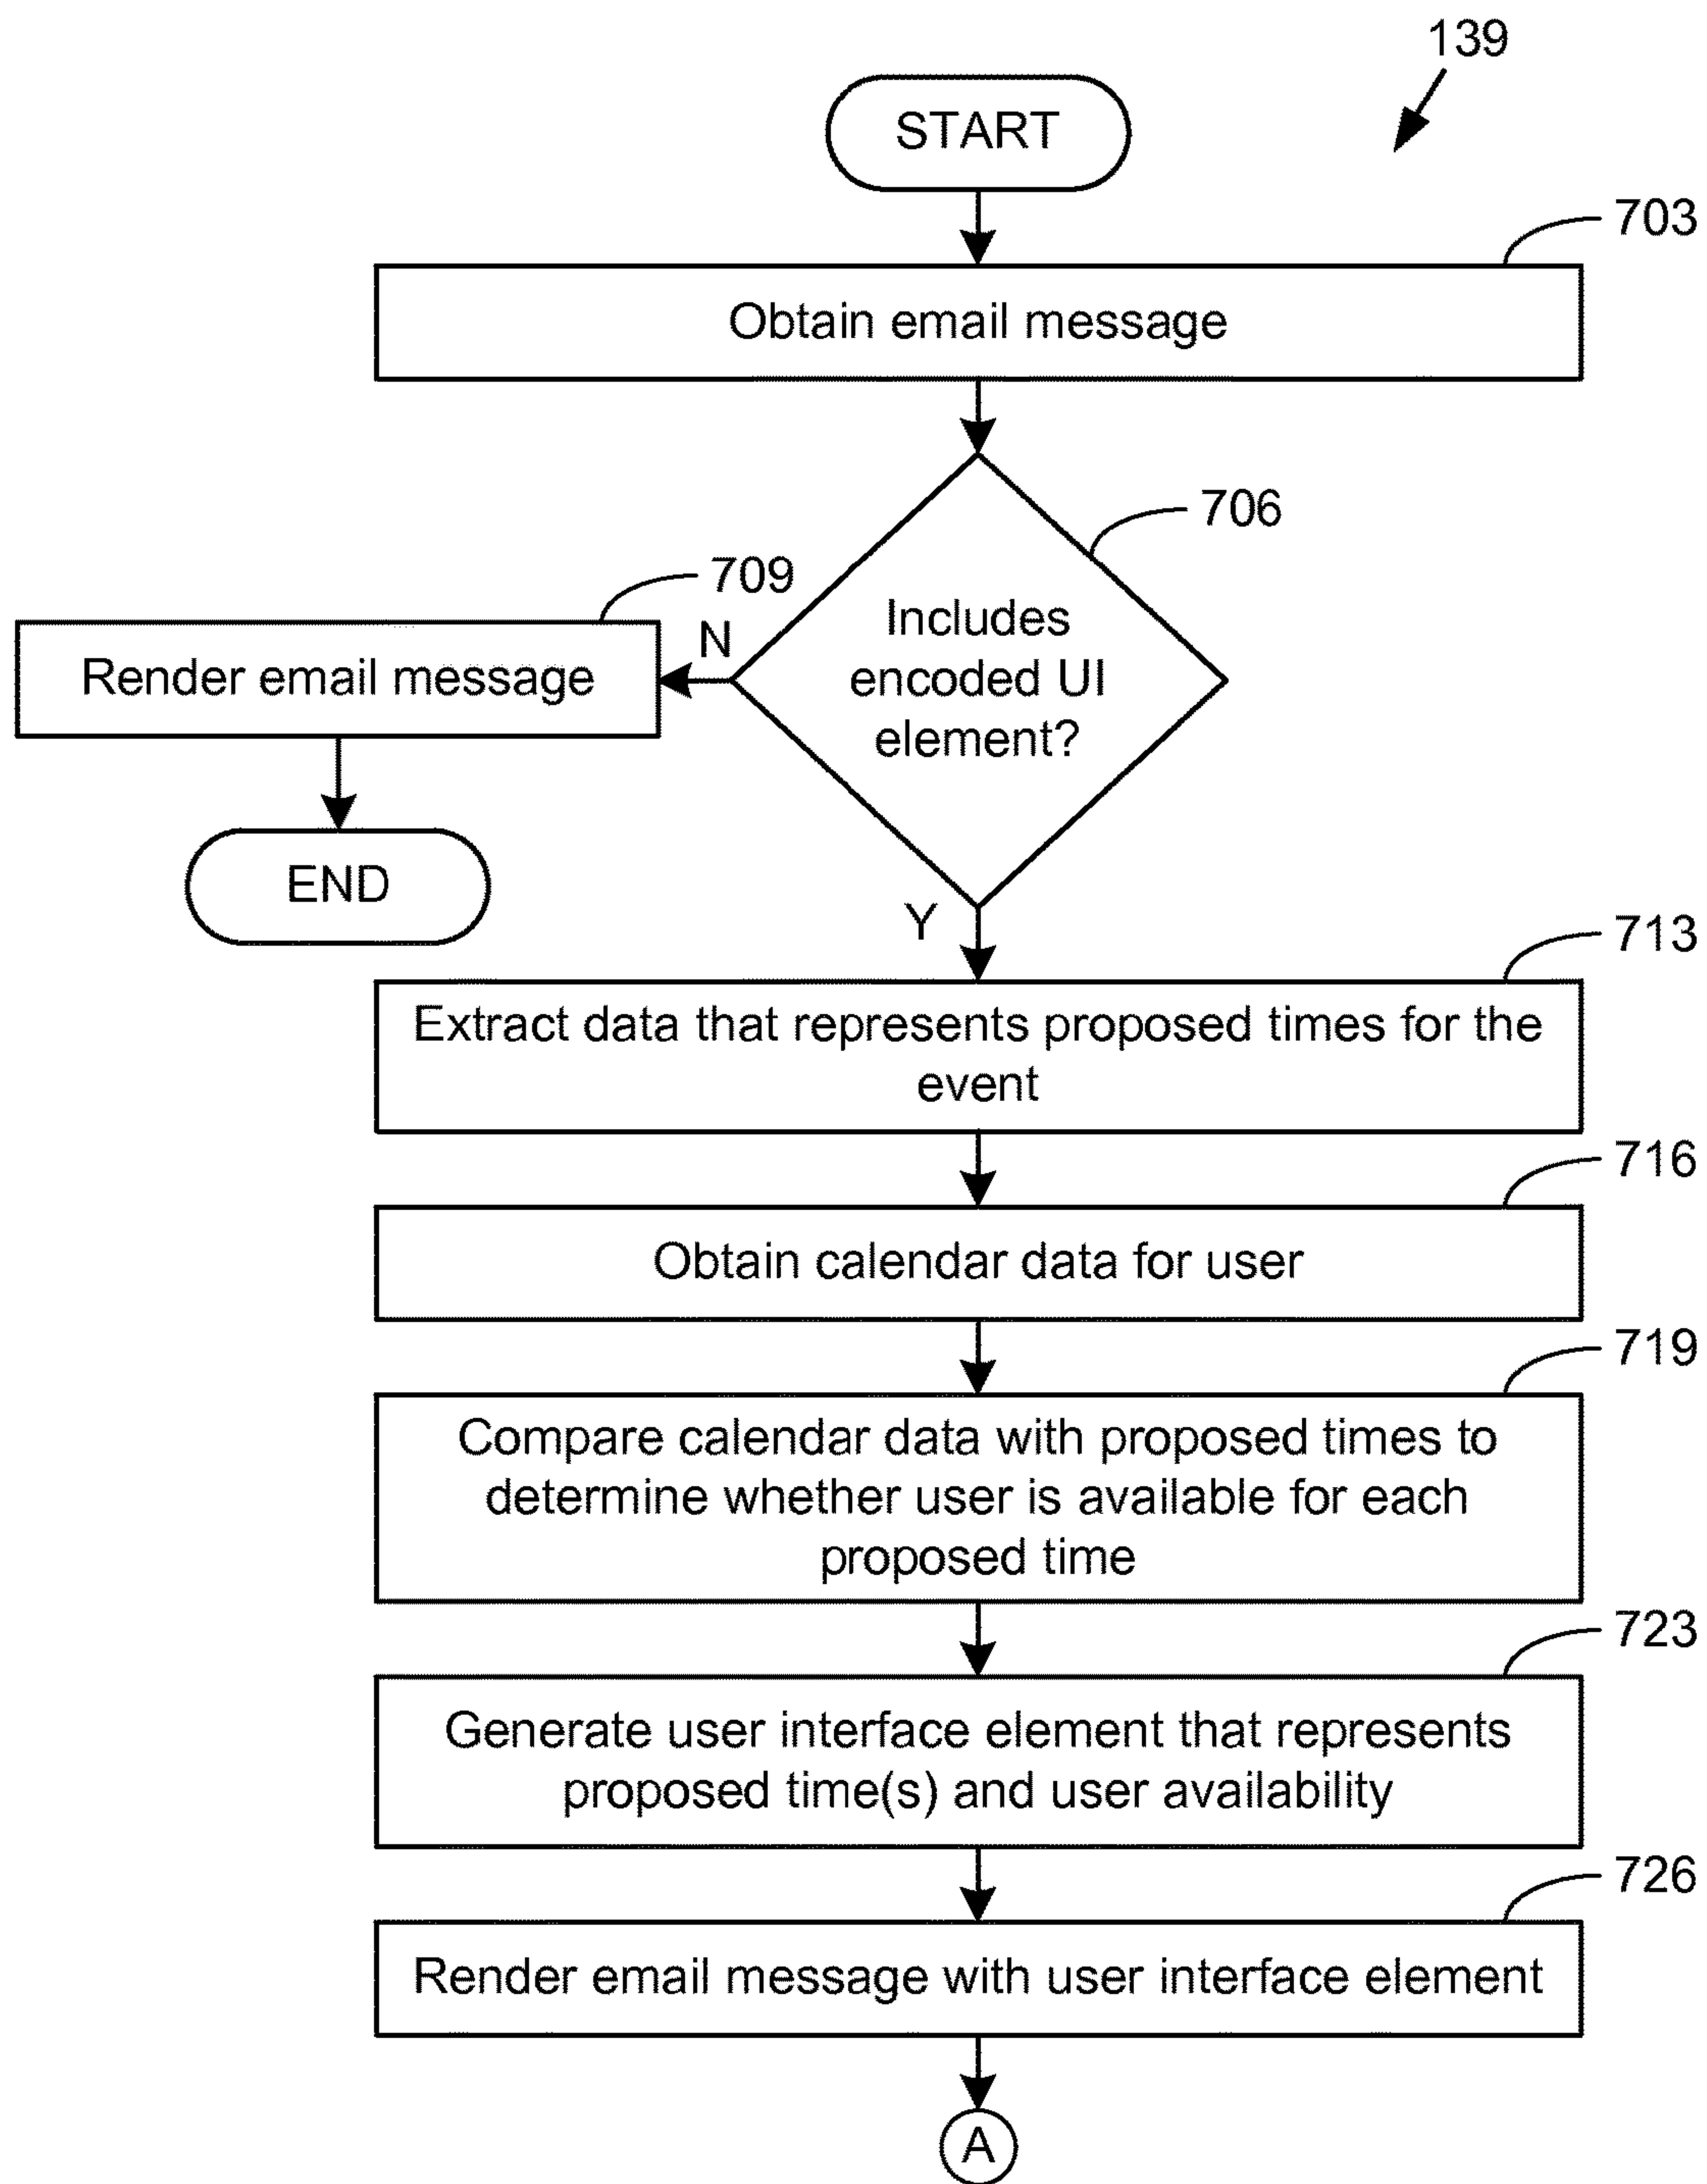 139
START
703
Obtain email message
706
Includes
encoded UI
element?
709
N
Render email message
END
Y
713
Extract data that represents proposed times for the
event
716
Obtain calendar data for user
719
Compare calendar data with proposed times to
determine whether user is available for each
proposed time
723
Generate user interface element that represents
proposed time(s) and user availability
726
Render email message with user interface element
A